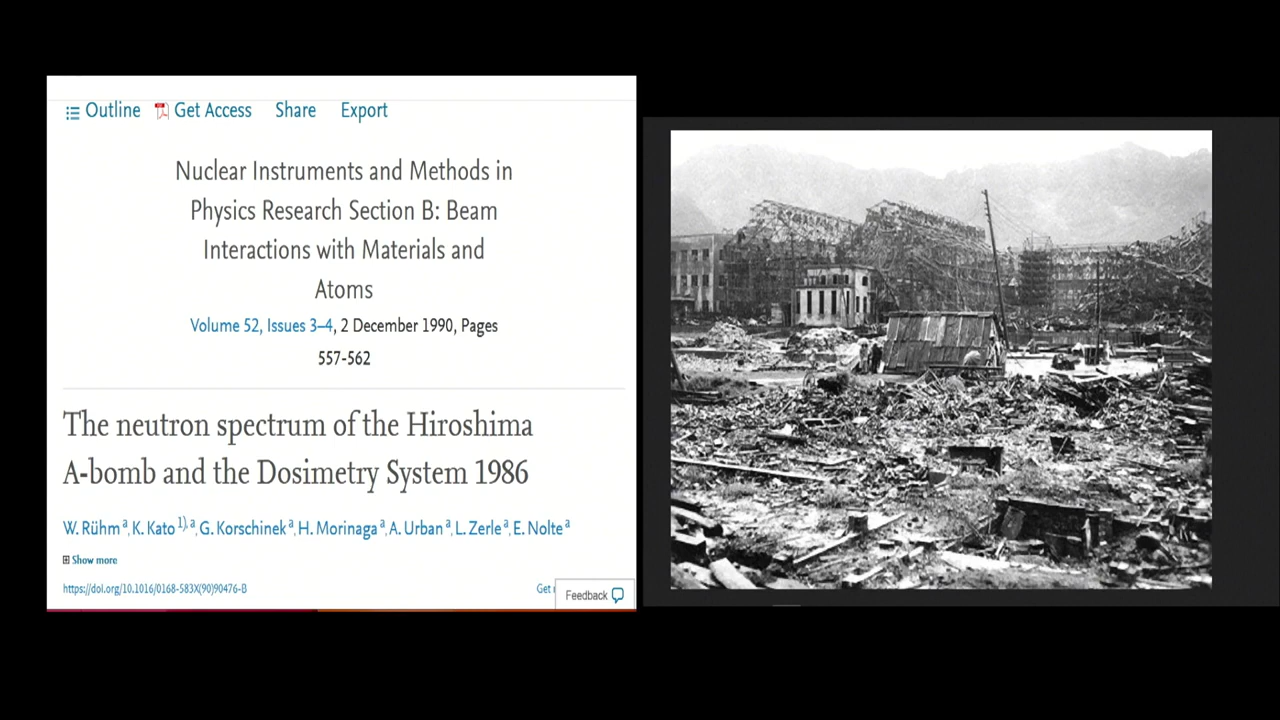 Outline Get Access Share Export
Nuclear Instruments and Methods in
Physics Research Section B: Beam
Interactions with Materials and
Atoms
Volume 52, Issues 3–4, 2 December 1990, Pages
557-562
The neutron spectrum of the Hiroshima
A-bomb and the Dosimetry System 1986
W. Rühm a, K. Kato 1), a, G. Korschinek a, H. Morinaga a, A. Urban a, L. Zerle a, E. Nolte a
Show more
https://doi.org/10.1016/0168-583X(90)90476-B
Get
Feedback